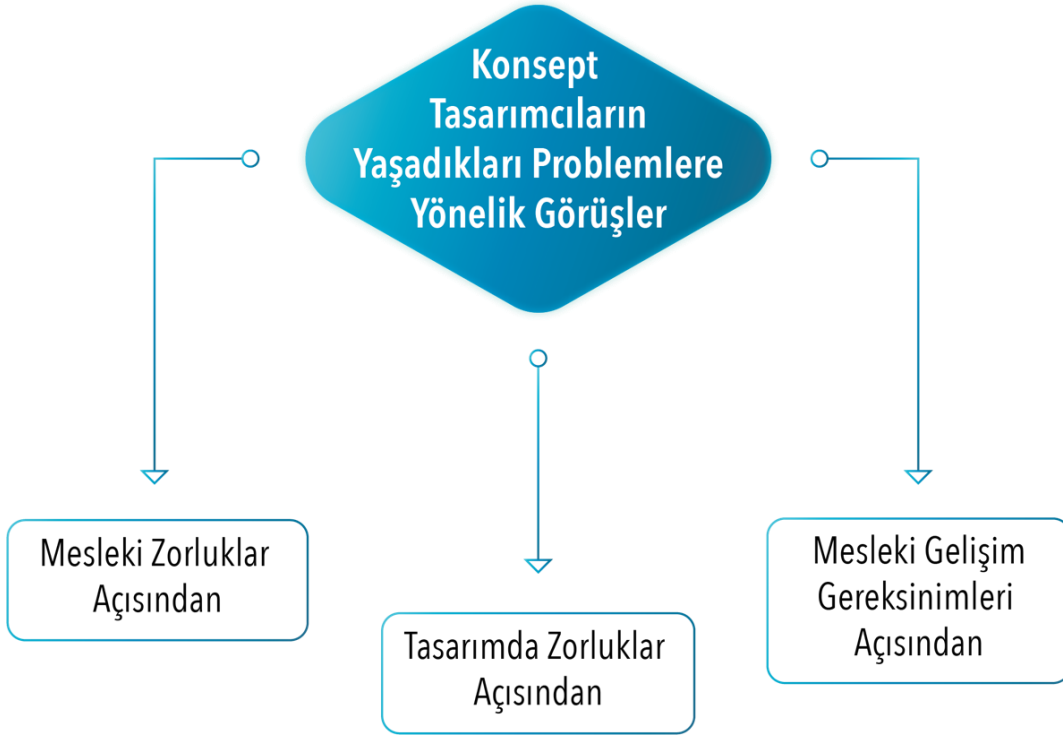 Konsept
Tasarımcıların
Yaşadıkları Problemlere
Yönelik Görüşler
Mesleki Zorluklar
Açısından
Tasarımda Zorluklar
Açısından
Mesleki Gelişim
Gereksinimleri
Açısından